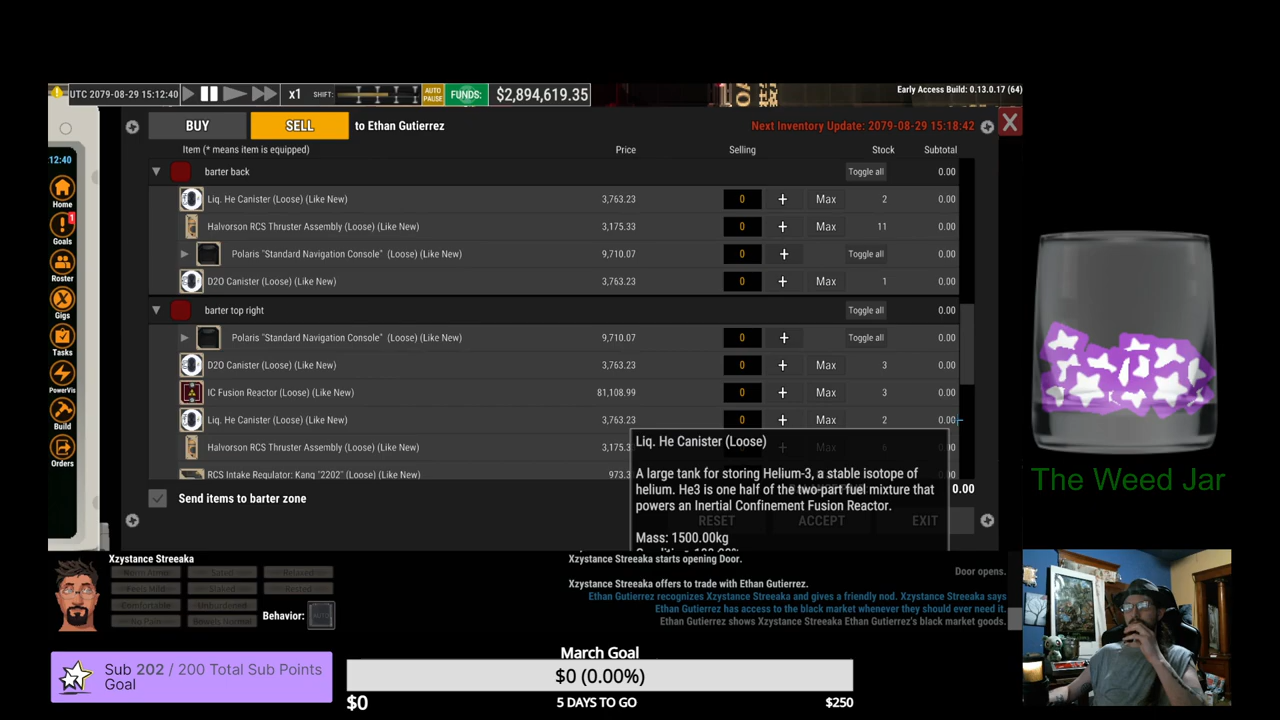 UTC 2079-08-29 15:12:40 x1 SHIFT: AUTO PAUSE FUNDS: $2,894,619.35
Early Access Build: 0.13.0.17 (64)
BUY SELL to Ethan Gutierrez Next Inventory Update: 2079-08-29 15:18:42 X
Item (* means item is equipped) Price Selling Stock Subtotal
12:40
Home
Goals 1
Roster
Gigs
Tasks
PowerVis
Build
Orders
barter back Toggle all 0.00
Liq. He Canister (Loose) (Like New) 3,763.23 0 + Max 2 0.00
Halvorson RCS Thruster Assembly (Loose) (Like New) 3,175.33 0 + Max 11 0.00
Polaris "Standard Navigation Console" (Loose) (Like New) 9,710.07 0 + Toggle all 0.00
D2O Canister (Loose) (Like New) 3,763.23 0 + Max 1 0.00
barter top right Toggle all 0.00
Polaris "Standard Navigation Console" (Loose) (Like New) 9,710.07 0 + Toggle all 0.00
D2O Canister (Loose) (Like New) 3,763.23 0 + Max 3 0.00
IC Fusion Reactor (Loose) (Like New) 81,108.99 0 + Max 3 0.00
Liq. He Canister (Loose) (Like New) 3,763.23 0 + Max 2 0.00
Halvorson RCS Thruster Assembly (Loose) (Like New) 3,175.3
RCS Intake Regulator: Kang "2202" (Loose) (Like New) 973.3
Send items to barter zone 0.00
Liq. He Canister (Loose)
A large tank for storing Helium-3, a stable isotope of
helium. He3 is one half of the two-part fuel mixture that
powers an Inertial Confinement Fusion Reactor.
RESET ACCEPT EXIT
Mass: 1500.00kg
Xzystance Streeaka
Behavior:
Xzystance Streeaka starts opening Door.
Door opens.
Xzystance Streeaka offers to trade with Ethan Gutierrez.
Ethan Gutierrez recognizes Xzystance Streeaka and gives a friendly nod. Xzystance Streeaka says
Ethan Gutierrez has access to the black market whenever they should ever need it.
Ethan Gutierrez shows Xzystance Streeaka Ethan Gutierrez's black market goods.
The Weed Jar
Sub 202 / 200 Total Sub Points
Goal
March Goal
$0 (0.00%)
$0 5 DAYS TO GO $250